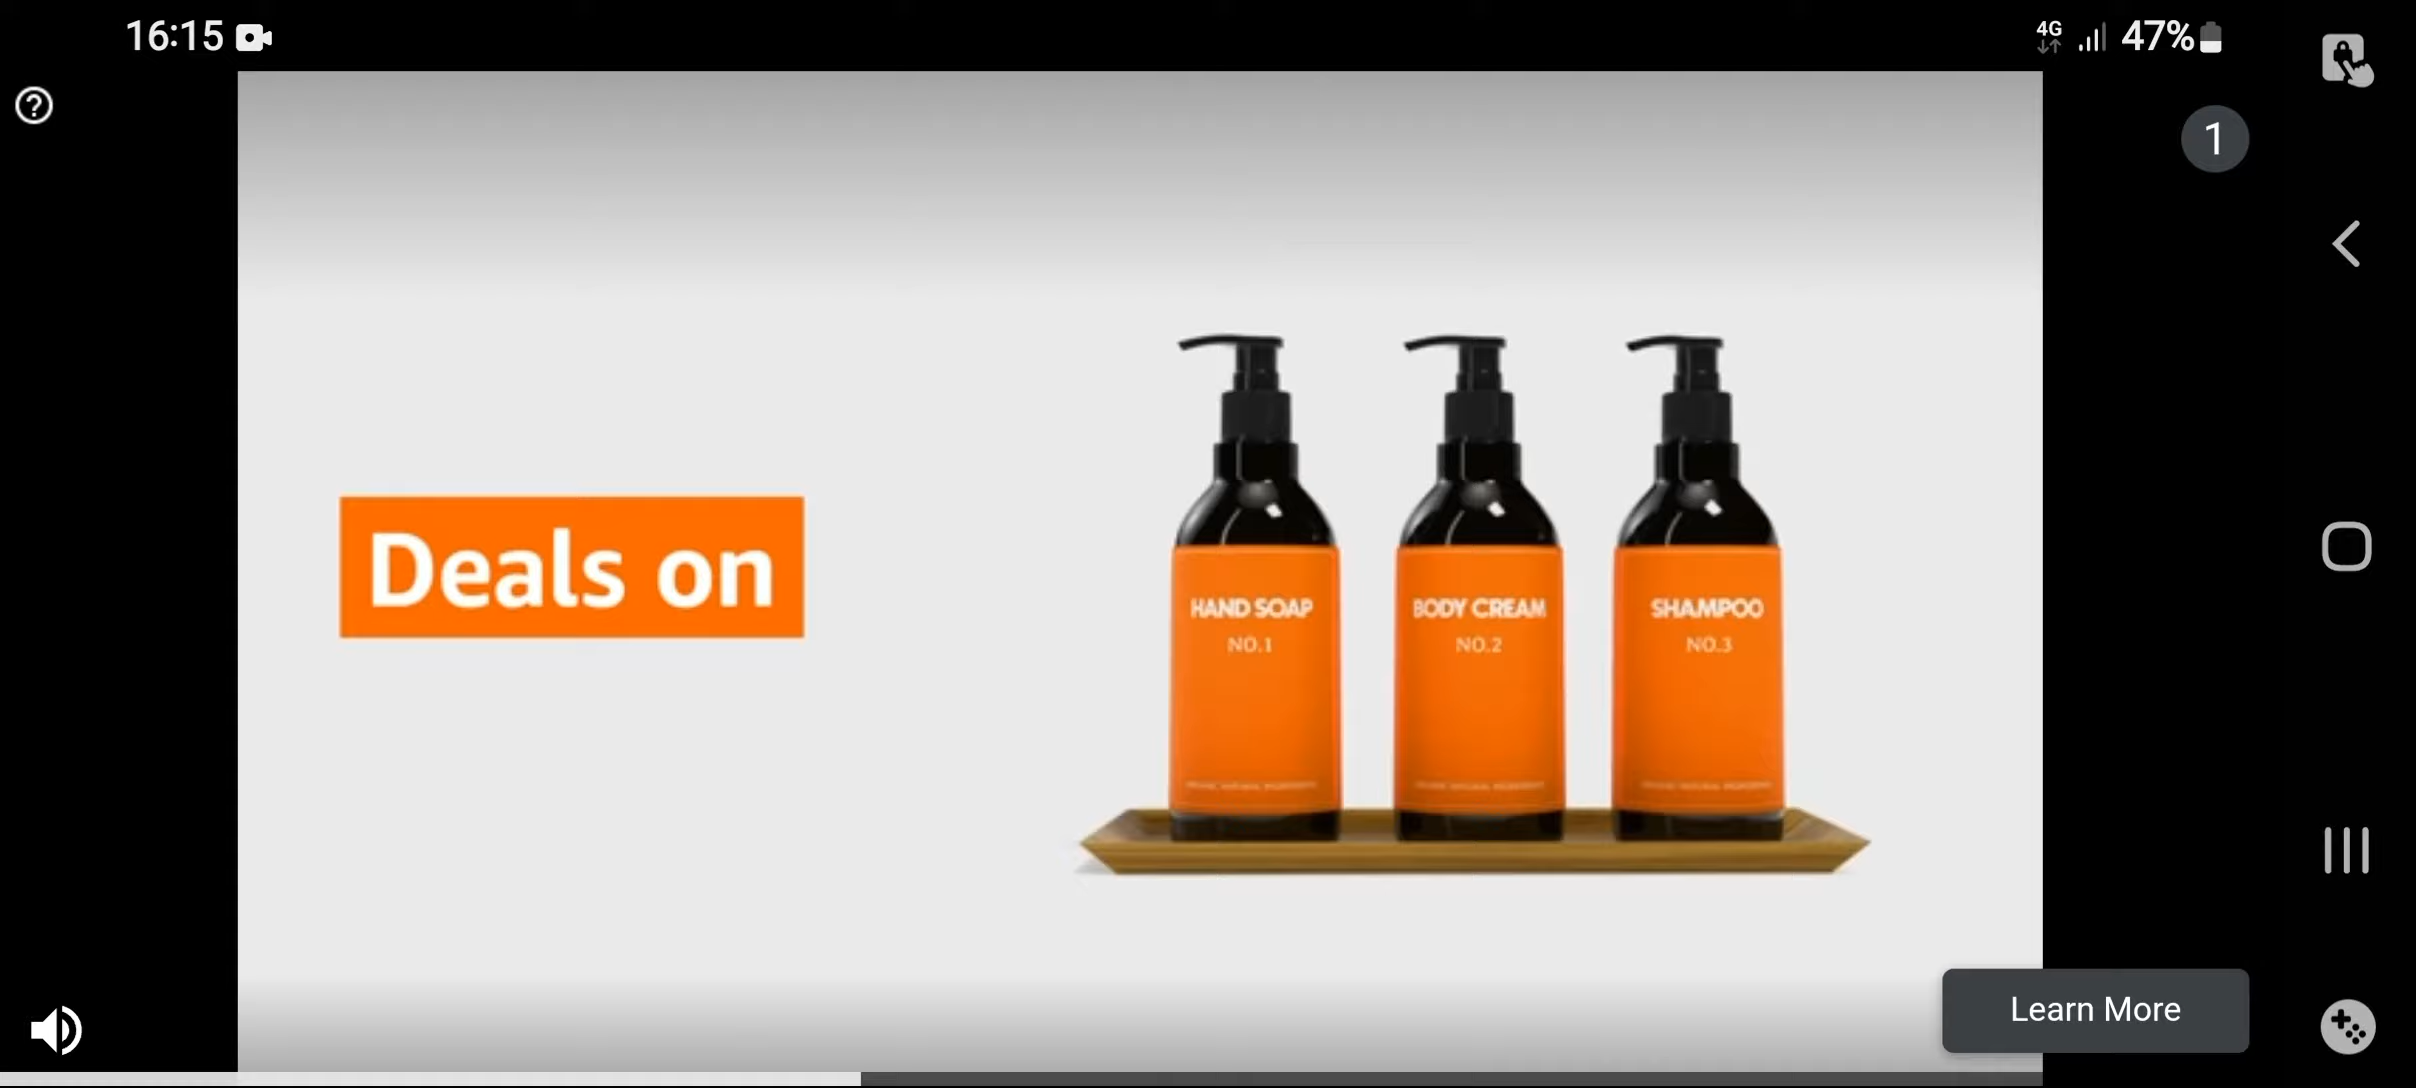 16:15
4G
47%
1
Deals on
HAND SOAP
NO.1
BODY CREAM
NO.2
SHAMPOO
NO.3
Learn More